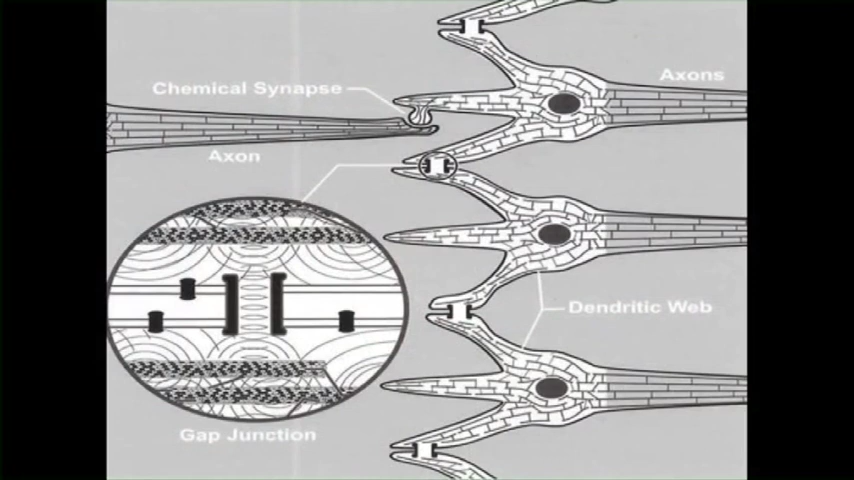 Axons
Chemical Synapse
Axon
Dendritic Web
Gap Junction